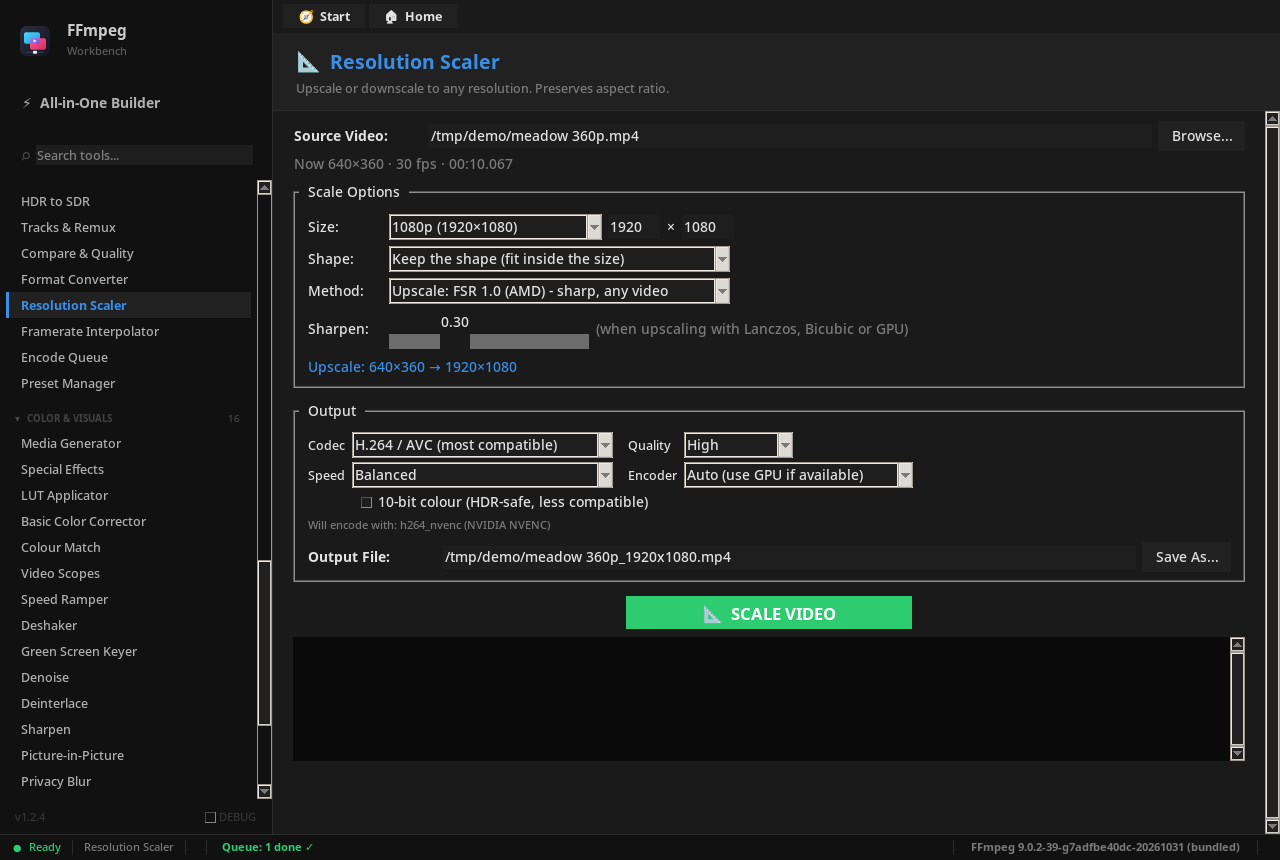 FFmpeg
Workbench
⚡ All-in-One Builder
Search tools...
HDR to SDR
Tracks & Remux
Compare & Quality
Format Converter
Resolution Scaler
Framerate Interpolator
Encode Queue
Preset Manager
▾ COLOR & VISUALS 16
Media Generator
Special Effects
LUT Applicator
Basic Color Corrector
Colour Match
Video Scopes
Speed Ramper
Deshaker
Green Screen Keyer
Denoise
Deinterlace
Sharpen
Picture-in-Picture
Privacy Blur
v1.2.4 DEBUG
Start Home
Resolution Scaler
Upscale or downscale to any resolution. Preserves aspect ratio.
Source Video: /tmp/demo/meadow 360p.mp4 Browse...
Now 640×360 · 30 fps · 00:10.067
Scale Options
Size: 1080p (1920×1080) 1920 × 1080
Shape: Keep the shape (fit inside the size)
Method: Upscale: FSR 1.0 (AMD) - sharp, any video
Sharpen: 0.30 (when upscaling with Lanczos, Bicubic or GPU)
Upscale: 640×360 → 1920×1080
Output
Codec H.264 / AVC (most compatible) Quality High
Speed Balanced Encoder Auto (use GPU if available)
10-bit colour (HDR-safe, less compatible)
Will encode with: h264_nvenc (NVIDIA NVENC)
Output File: /tmp/demo/meadow 360p_1920x1080.mp4 Save As...
SCALE VIDEO
● Ready Resolution Scaler Queue: 1 done ✓ FFmpeg 9.0.2-39-g7adfbe40dc-20261031 (bundled)